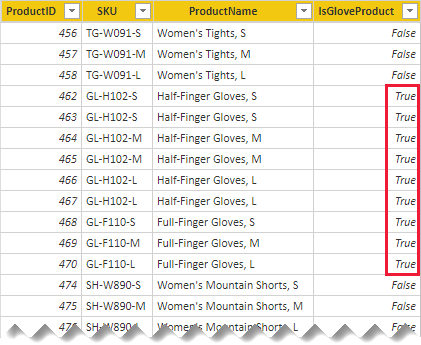 ProductID SKU ProductName IsGloveProduct
456 TG-W091-S Women's Tights, S False
457 TG-W091-M Women's Tights, M False
458 TG-W091-L Women's Tights, L False
462 GL-H102-S Half-Finger Gloves, S True
463 GL-H102-S Half-Finger Gloves, S True
464 GL-H102-M Half-Finger Gloves, M True
465 GL-H102-M Half-Finger Gloves, M True
466 GL-H102-L Half-Finger Gloves, L True
467 GL-H102-L Half-Finger Gloves, L True
468 GL-F110-S Full-Finger Gloves, S True
469 GL-F110-M Full-Finger Gloves, M True
470 GL-F110-L Full-Finger Gloves, L True
474 SH-W890-S Women's Mountain Shorts, S False
475 SH-W890-M Women's Mountain Shorts, M False
Women's Mountain Shorts, False